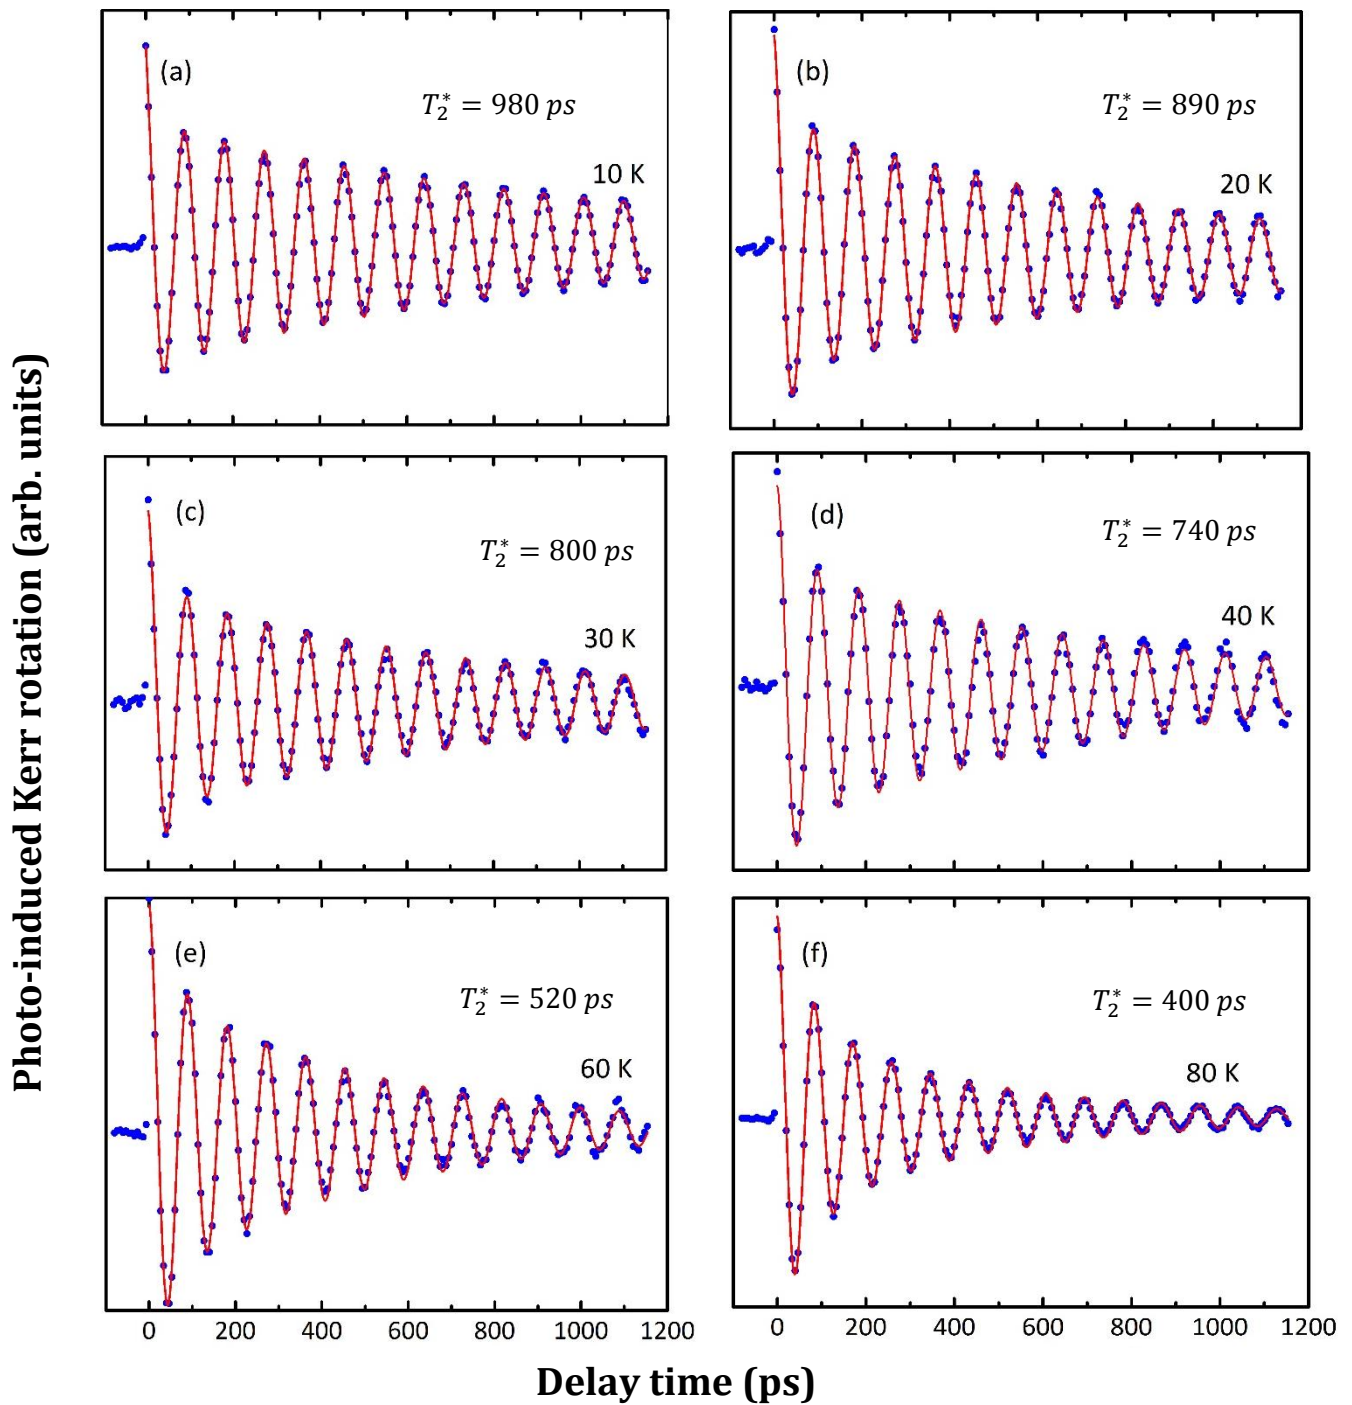 Photo-induced Kerr rotation (arb. units)
(a)
T₂* = 980 ps
10 K
(b)
T₂* = 890 ps
20 K
(c)
T₂* = 800 ps
30 K
(d)
T₂* = 740 ps
40 K
(e)
T₂* = 520 ps
60 K
(f)
T₂* = 400 ps
80 K
0 200 400 600 800 1000 1200
0 200 400 600 800 1000 1200
Delay time (ps)